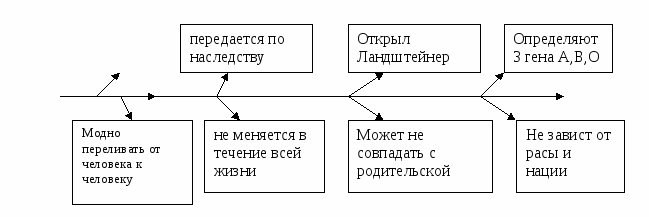 передается по
наследству
Открыл
Ландштейнер
Определяют
3 гена А,В,О
Модно
переливать от
человека к
человеку
не меняется в
течение всей
жизни
Может не
совпадать с
родительской
Не завист от
расы и
нации